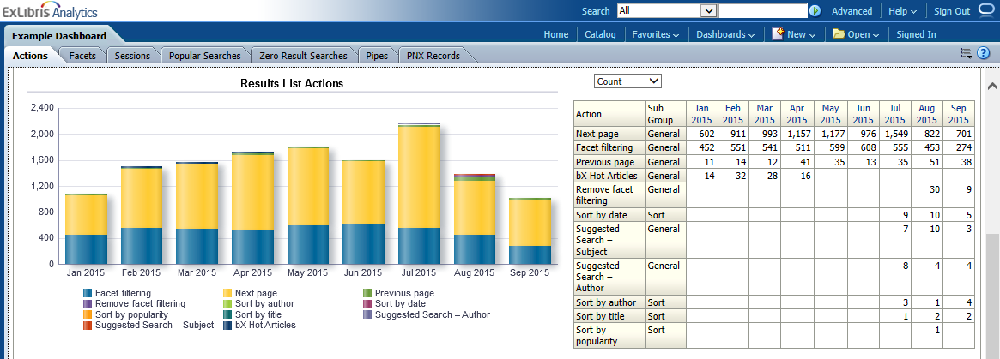 ExLibris Analytics
Search All Advanced Help Sign Out
Example Dashboard
Home Catalog Favorites Dashboards New Open Signed In
Actions Facets Sessions Popular Searches Zero Result Searches Pipes PNX Records
?
Results List Actions
2,400
2,000
1,600
1,200
800
400
0
Jan 2015 Feb 2015 Mar 2015 Apr 2015 May 2015 Jun 2015 Jul 2015 Aug 2015 Sep 2015
Facet filtering Next page Previous page
Remove facet filtering Sort by author Sort by date
Sort by popularity Sort by title Suggested Search – Author
Suggested Search – Subject bX Hot Articles
Count
Action Sub Group Jan 2015 Feb 2015 Mar 2015 Apr 2015 May 2015 Jun 2015 Jul 2015 Aug 2015 Sep 2015
Next page General 602 911 993 1,157 1,177 976 1,549 822 701
Facet filtering General 452 551 541 511 599 608 555 453 274
Previous page General 11 14 12 41 35 13 35 51 38
bX Hot Articles General 14 32 28 16
Remove facet filtering General 30 9
Sort by date Sort 9 10 5
Suggested Search – Subject General 7 10 3
Suggested Search – Author General 8 4 4
Sort by author Sort 3 1 4
Sort by title Sort 1 2 2
Sort by popularity Sort 1